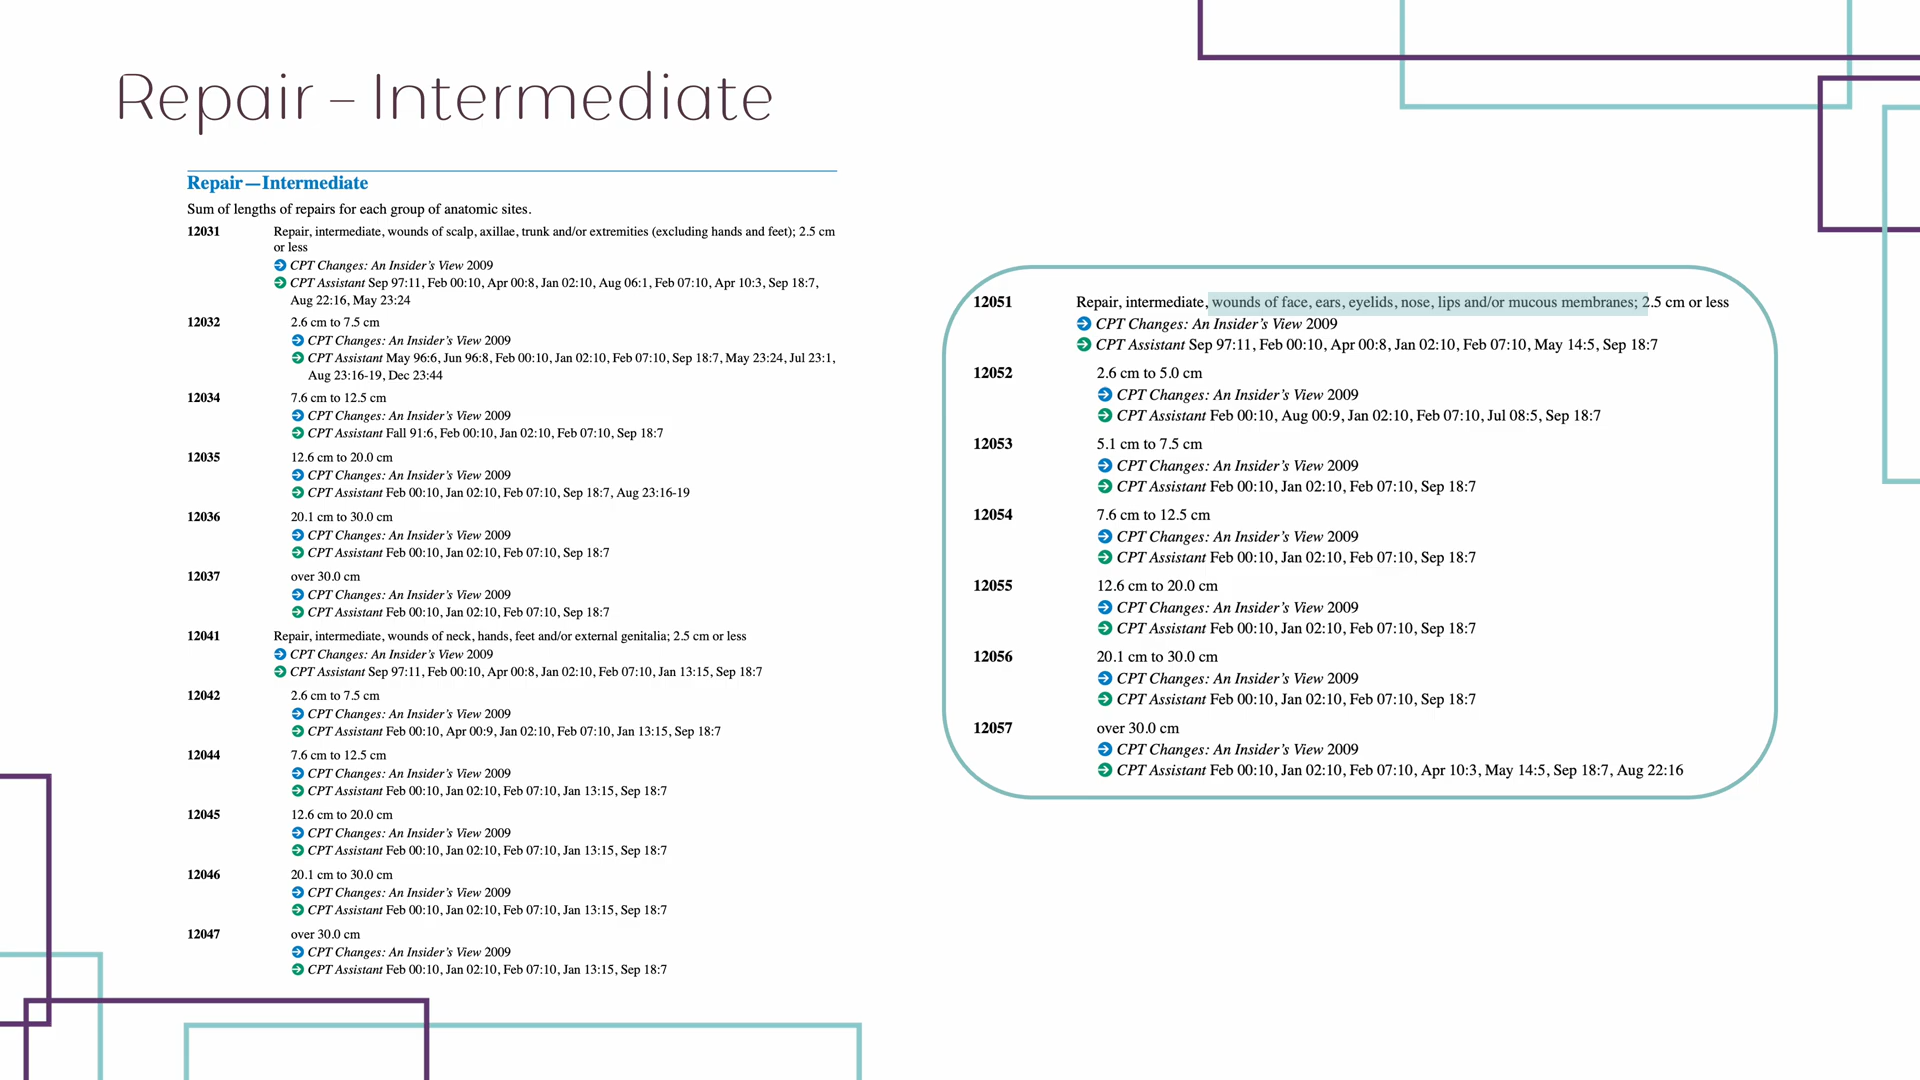 Repair – Intermediate
Repair—Intermediate
Sum of lengths of repairs for each group of anatomic sites.
12031 Repair, intermediate, wounds of scalp, axillae, trunk and/or extremities (excluding hands and feet); 2.5 cm
or less
CPT Changes: An Insider’s View 2009
CPT Assistant Sep 97:11, Feb 00:10, Apr 00:8, Jan 02:10, Aug 06:1, Feb 07:10, Apr 10:3, Sep 18:7,
Aug 22:16, May 23:24
12032 2.6 cm to 7.5 cm
CPT Changes: An Insider’s View 2009
CPT Assistant May 96:6, Jun 96:8, Feb 00:10, Jan 02:10, Feb 07:10, Sep 18:7, May 23:24, Jul 23:1,
Aug 23:16-19, Dec 23:44
12034 7.6 cm to 12.5 cm
CPT Changes: An Insider’s View 2009
CPT Assistant Fall 91:6, Feb 00:10, Jan 02:10, Feb 07:10, Sep 18:7
12035 12.6 cm to 20.0 cm
CPT Changes: An Insider’s View 2009
CPT Assistant Feb 00:10, Jan 02:10, Feb 07:10, Sep 18:7, Aug 23:16-19
12036 20.1 cm to 30.0 cm
CPT Changes: An Insider’s View 2009
CPT Assistant Feb 00:10, Jan 02:10, Feb 07:10, Sep 18:7
12037 over 30.0 cm
CPT Changes: An Insider’s View 2009
CPT Assistant Feb 00:10, Jan 02:10, Feb 07:10, Sep 18:7
12041 Repair, intermediate, wounds of neck, hands, feet and/or external genitalia; 2.5 cm or less
CPT Changes: An Insider’s View 2009
CPT Assistant Sep 97:11, Feb 00:10, Apr 00:8, Jan 02:10, Feb 07:10, Jan 13:15, Sep 18:7
12042 2.6 cm to 7.5 cm
CPT Changes: An Insider’s View 2009
CPT Assistant Feb 00:10, Apr 00:9, Jan 02:10, Feb 07:10, Jan 13:15, Sep 18:7
12044 7.6 cm to 12.5 cm
CPT Changes: An Insider’s View 2009
CPT Assistant Feb 00:10, Jan 02:10, Feb 07:10, Jan 13:15, Sep 18:7
12045 12.6 cm to 20.0 cm
CPT Changes: An Insider’s View 2009
CPT Assistant Feb 00:10, Jan 02:10, Feb 07:10, Jan 13:15, Sep 18:7
12046 20.1 cm to 30.0 cm
CPT Changes: An Insider’s View 2009
CPT Assistant Feb 00:10, Jan 02:10, Feb 07:10, Jan 13:15, Sep 18:7
12047 over 30.0 cm
CPT Changes: An Insider’s View 2009
CPT Assistant Feb 00:10, Jan 02:10, Feb 07:10, Jan 13:15, Sep 18:7
12051 Repair, intermediate, wounds of face, ears, eyelids, nose, lips and/or mucous membranes; 2.5 cm or less
CPT Changes: An Insider’s View 2009
CPT Assistant Sep 97:11, Feb 00:10, Apr 00:8, Jan 02:10, Feb 07:10, May 14:5, Sep 18:7
12052 2.6 cm to 5.0 cm
CPT Changes: An Insider’s View 2009
CPT Assistant Feb 00:10, Aug 00:9, Jan 02:10, Feb 07:10, Jul 08:5, Sep 18:7
12053 5.1 cm to 7.5 cm
CPT Changes: An Insider’s View 2009
CPT Assistant Feb 00:10, Jan 02:10, Feb 07:10, Sep 18:7
12054 7.6 cm to 12.5 cm
CPT Changes: An Insider’s View 2009
CPT Assistant Feb 00:10, Jan 02:10, Feb 07:10, Sep 18:7
12055 12.6 cm to 20.0 cm
CPT Changes: An Insider’s View 2009
CPT Assistant Feb 00:10, Jan 02:10, Feb 07:10, Sep 18:7
12056 20.1 cm to 30.0 cm
CPT Changes: An Insider’s View 2009
CPT Assistant Feb 00:10, Jan 02:10, Feb 07:10, Sep 18:7
12057 over 30.0 cm
CPT Changes: An Insider’s View 2009
CPT Assistant Feb 00:10, Jan 02:10, Feb 07:10, Apr 10:3, May 14:5, Sep 18:7, Aug 22:16